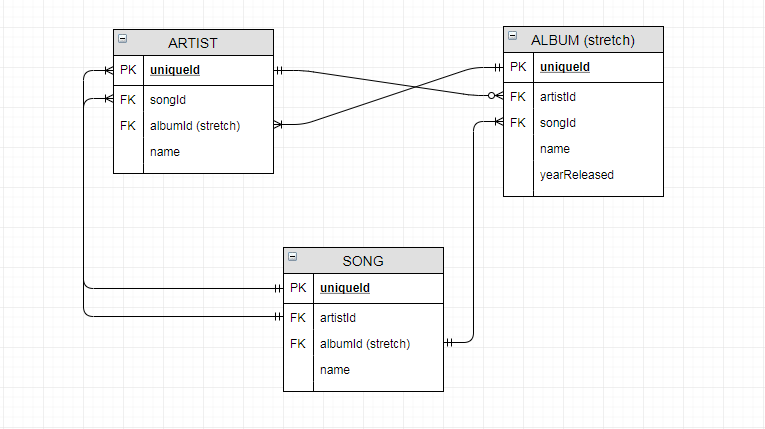 ARTIST
PK uniqueId
FK songId
FK albumId (stretch)
name
ALBUM (stretch)
PK uniqueId
FK artistId
FK songId
name
yearReleased
SONG
PK uniqueId
FK artistId
FK albumId (stretch)
name